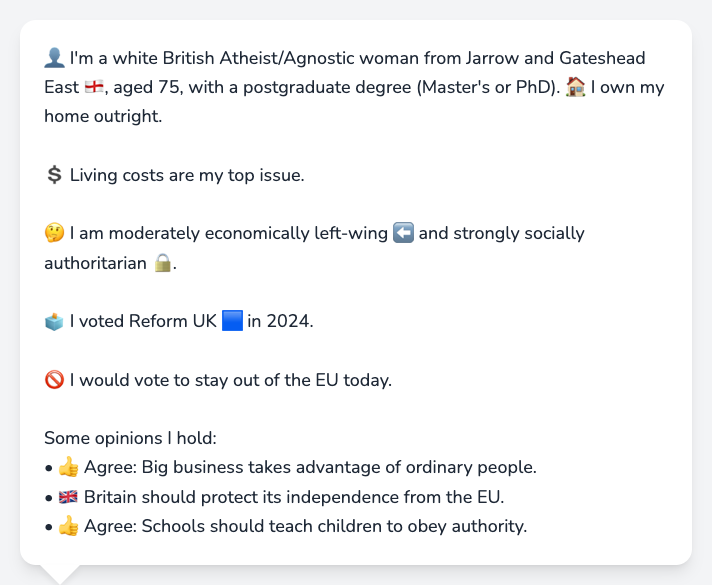 👤 I'm a white British Atheist/Agnostic woman from Jarrow and Gateshead
East 🏴󠁧󠁢󠁥󠁮󠁧󠁿, aged 75, with a postgraduate degree (Master's or PhD). 🏠 I own my
home outright.
💲 Living costs are my top issue.
🤔 I am moderately economically left-wing ⬅️ and strongly socially
authoritarian 🔒.
🗳️ I voted Reform UK 🟦 in 2024.
🚫 I would vote to stay out of the EU today.
Some opinions I hold:
• 👍 Agree: Big business takes advantage of ordinary people.
• 🇬🇧 Britain should protect its independence from the EU.
• 👍 Agree: Schools should teach children to obey authority.